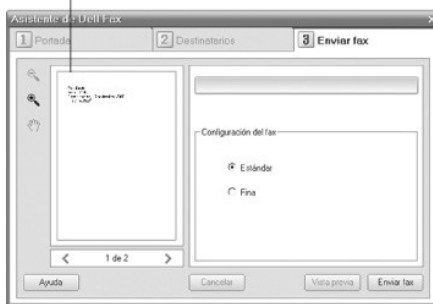 Asistente de Dell Fax
1 Portada
2 Destinatarios
3 Enviar fax
Configuración del fax
Estándar
Fina
1 de 2
Ayuda
Cancelar
Vista previa
Enviar fax